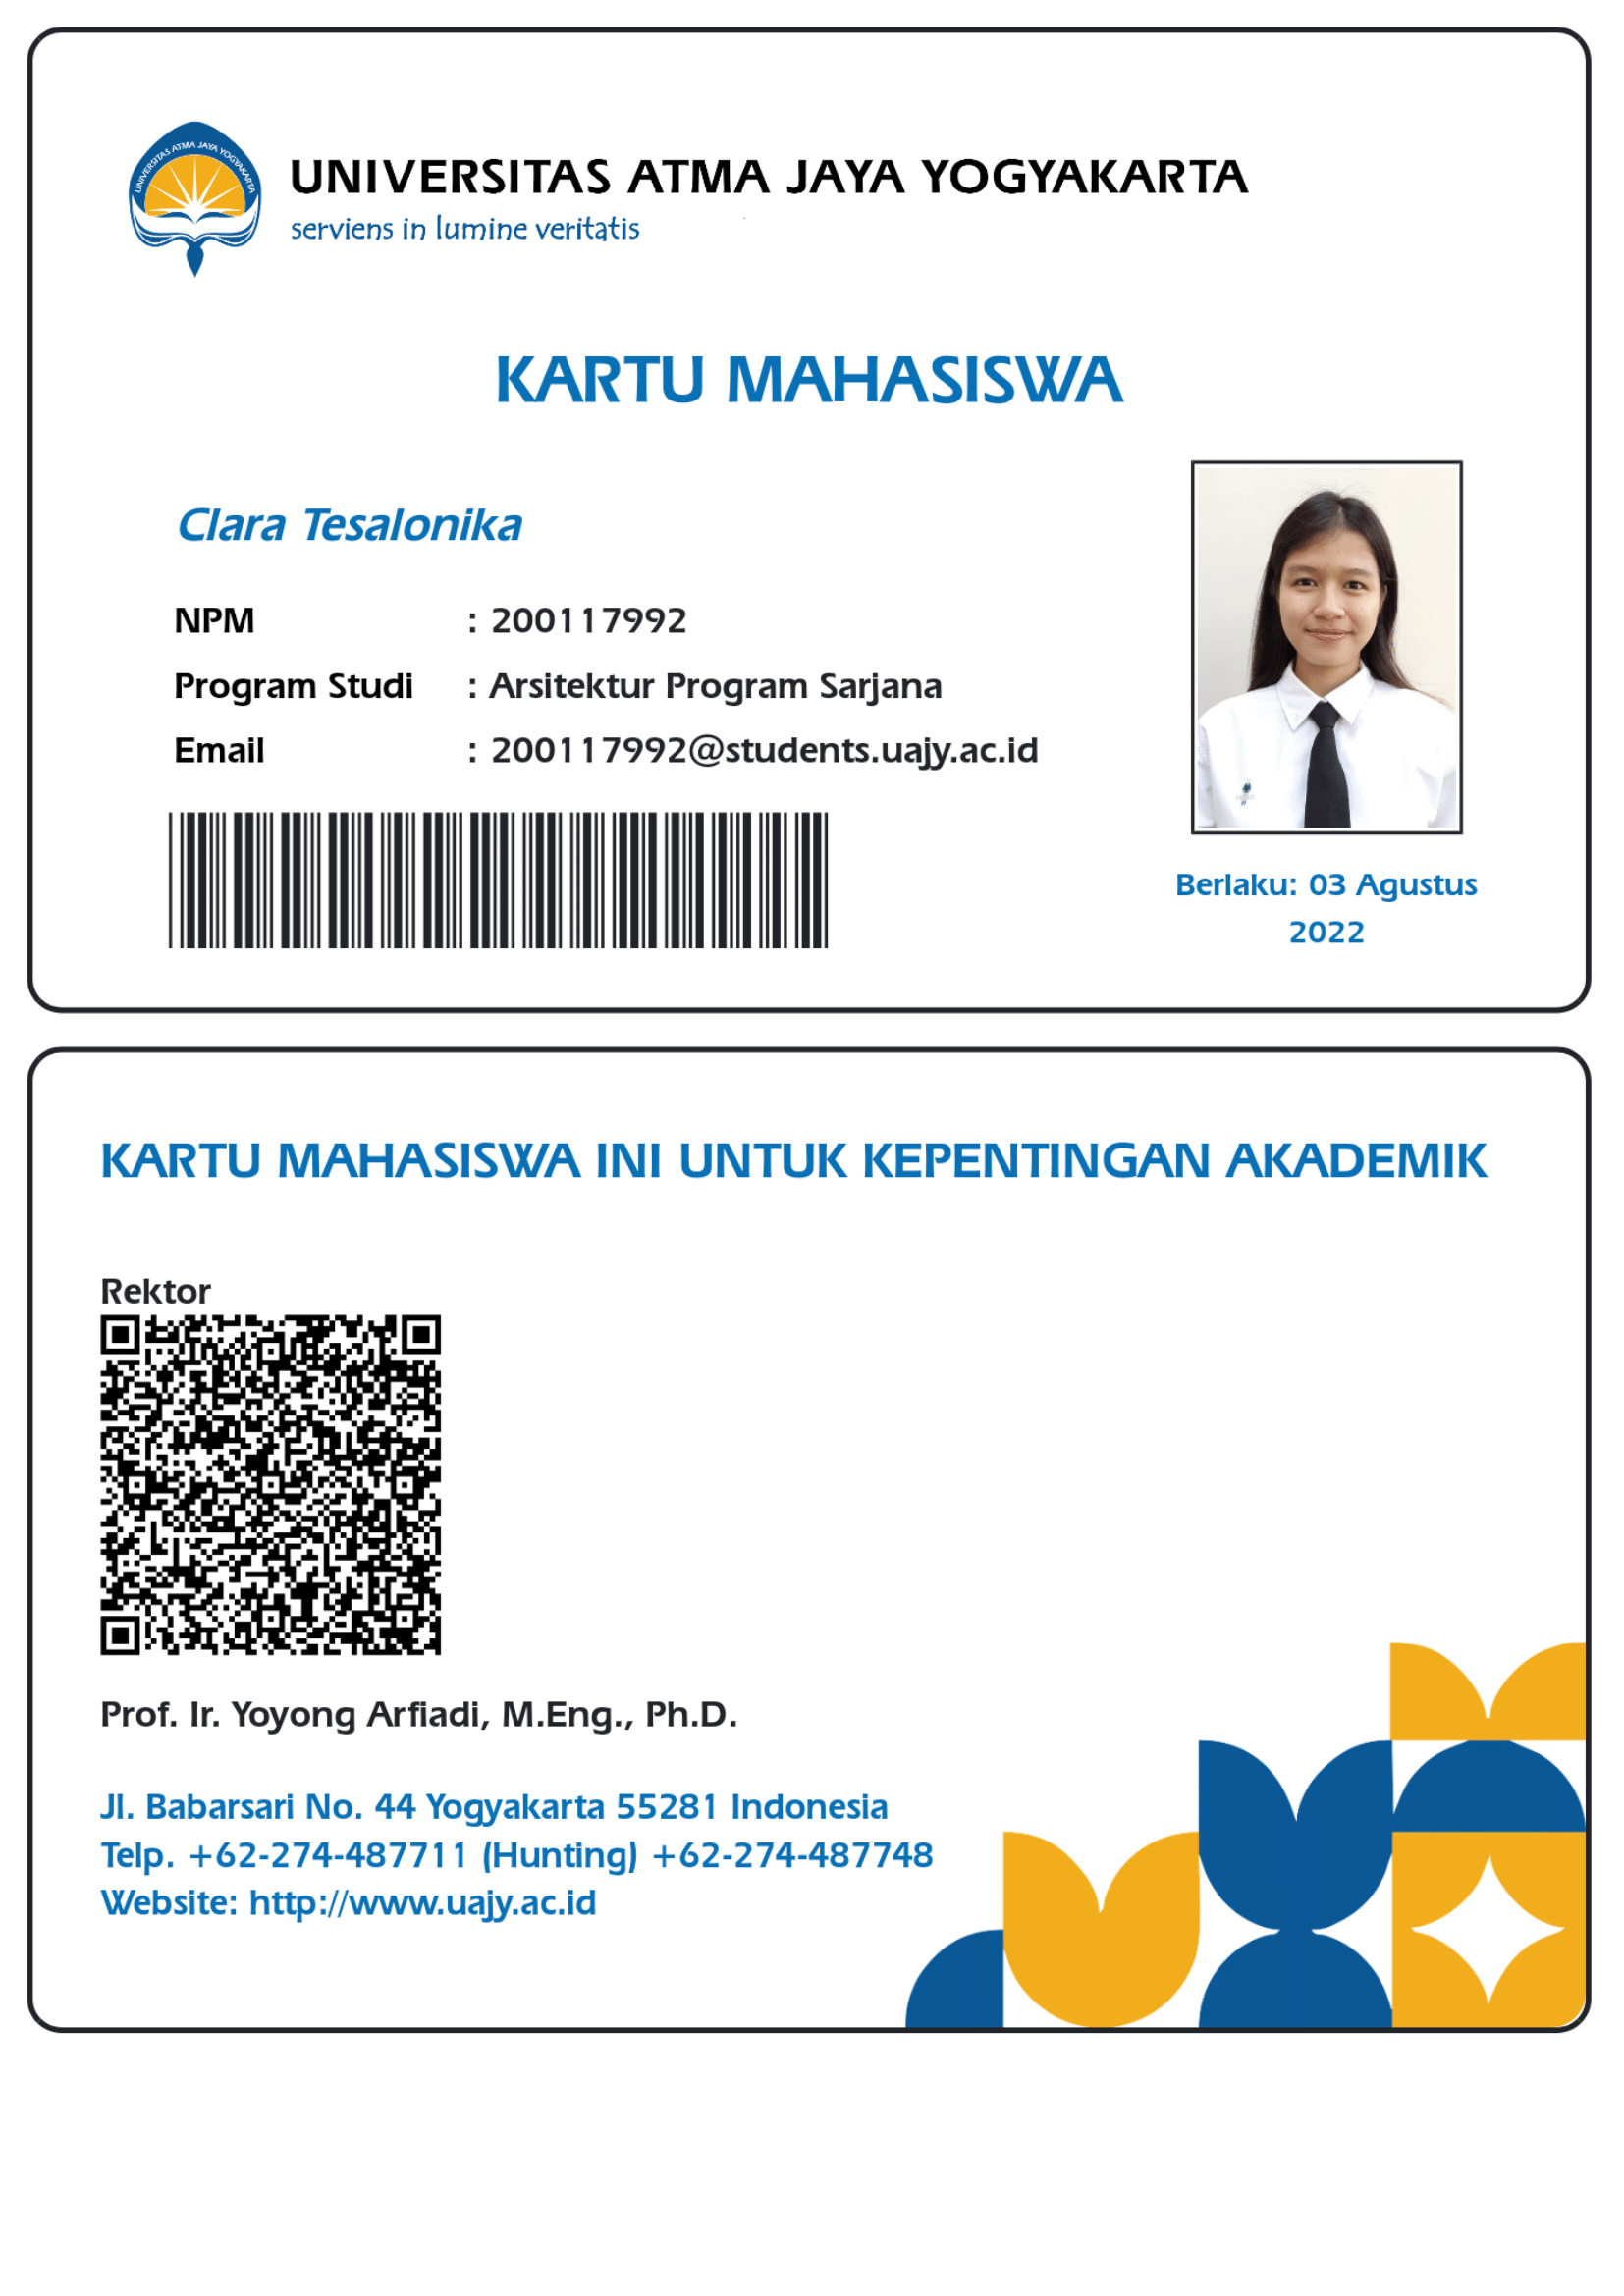 UNIVERSITAS ATMA JAYA YOGYAKARTA
UNIVERSITAS ATMA JAYA YOGYAKARTA
serviens in lumine veritatis
KARTU MAHASISWA
Clara Tesalonika
NPM : 200117992
Program Studi : Arsitektur Program Sarjana
Email : 200117992@students.uajy.ac.id
Berlaku: 03 Agustus
2022
KARTU MAHASISWA INI UNTUK KEPENTINGAN AKADEMIK
Rektor
Prof. Ir. Yoyong Arfiadi, M.Eng., Ph.D.
Jl. Babarsari No. 44 Yogyakarta 55281 Indonesia
Telp. +62-274-487711 (Hunting) +62-274-487748
Website: http://www.uajy.ac.id